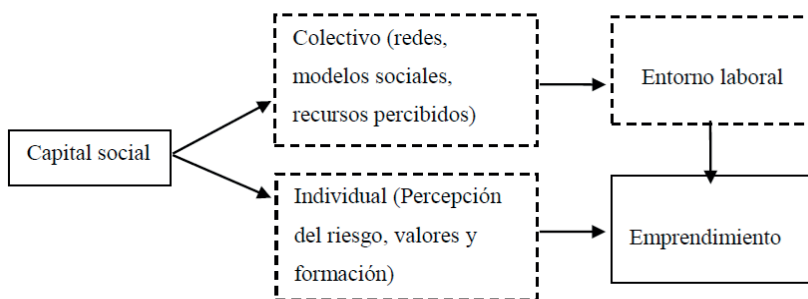 Capital social
Colectivo (redes,
modelos sociales,
recursos percibidos)
Entorno laboral
Individual (Percepción
del riesgo, valores y
formación)
Emprendimiento